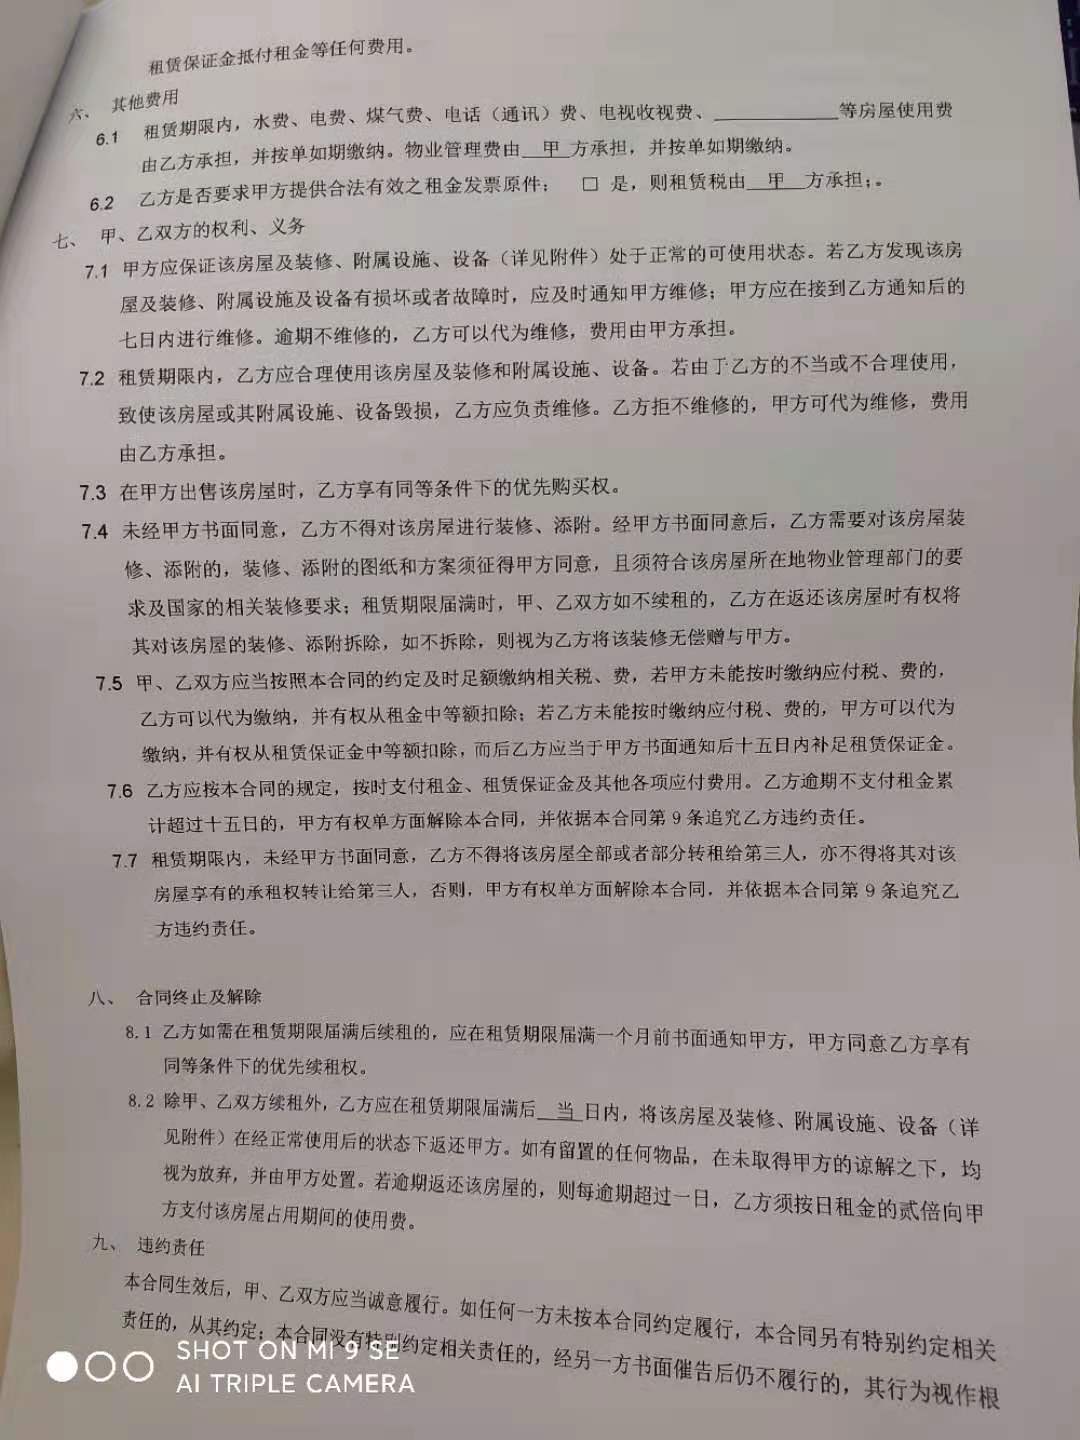 租赁保证金抵付租金等任何费用。
六、 其他费用
6.1 租赁期限内，水费、电费、煤气费、电话（通讯）费、电视收视费、____________等房屋使用费
由乙方承担，并按单如期缴纳。物业管理费由__甲_方承担，并按单如期缴纳。
6.2 乙方是否要求甲方提供合法有效之租金发票原件； □ 是，则租赁税由__甲__方承担；。
七、 甲、乙双方的权利、义务
7.1 甲方应保证该房屋及装修、附属设施、设备（详见附件）处于正常的可使用状态。若乙方发现该房
屋及装修、附属设施及设备有损坏或者故障时，应及时通知甲方维修；甲方应在接到乙方通知后的
七日内进行维修。逾期不维修的，乙方可以代为维修，费用由甲方承担。
7.2 租赁期限内，乙方应合理使用该房屋及装修和附属设施、设备。若由于乙方的不当或不合理使用，
致使该房屋或其附属设施、设备毁损，乙方应负责维修。乙方拒不维修的，甲方可代为维修，费用
由乙方承担。
7.3 在甲方出售该房屋时，乙方享有同等条件下的优先购买权。
7.4 未经甲方书面同意，乙方不得对该房屋进行装修、添附。经甲方书面同意后，乙方需要对该房屋装
修、添附的，装修、添附的图纸和方案须征得甲方同意，且须符合该房屋所在地物业管理部门的要
求及国家的相关装修要求；租赁期限届满时，甲、乙双方如不续租的，乙方在返还该房屋时有权将
其对该房屋的装修、添附拆除，如不拆除，则视为乙方将该装修无偿赠与甲方。
7.5 甲、乙双方应当按照本合同的约定及时足额缴纳相关税、费，若甲方未能按时缴纳应付税、费的，
乙方可以代为缴纳，并有权从租金中等额扣除；若乙方未能按时缴纳应付税、费的，甲方可以代为
缴纳，并有权从租赁保证金中等额扣除，而后乙方应当于甲方书面通知后十五日内补足租赁保证金。
7.6 乙方应按本合同的规定，按时支付租金、租赁保证金及其他各项应付费用。乙方逾期不支付租金累
计超过十五日的，甲方有权单方面解除本合同，并依据本合同第 9 条追究乙方违约责任。
7.7 租赁期限内，未经甲方书面同意，乙方不得将该房屋全部或者部分转租给第三人，亦不得将其对该
房屋享有的承租权转让给第三人，否则，甲方有权单方面解除本合同，并依据本合同第 9 条追究乙
方违约责任。
八、 合同终止及解除
8.1 乙方如需在租赁期限届满后续租的，应在租赁期限届满一个月前书面通知甲方，甲方同意乙方享有
同等条件下的优先续租权。
8.2 除甲、乙双方续租外，乙方应在租赁期限届满后__当_日内，将该房屋及装修、附属设施、设备（详
见附件）在经正常使用后的状态下返还甲方。如有留置的任何物品，在未取得甲方的谅解之下，均
视为放弃，并由甲方处置。若逾期返还该房屋的，则每逾期超过一日，乙方须按日租金的贰倍向甲
方支付该房屋占用期间的使用费。
九、 违约责任
本合同生效后，甲、乙双方应当诚意履行。如任何一方未按本合同约定履行，本合同另有特别约定相关
责任的，从其约定；本合同没有特别约定相关责任的，经另一方书面催告后仍不履行的，其行为视作根
SHOT ON MI 9 SE
AI TRIPLE CAMERA